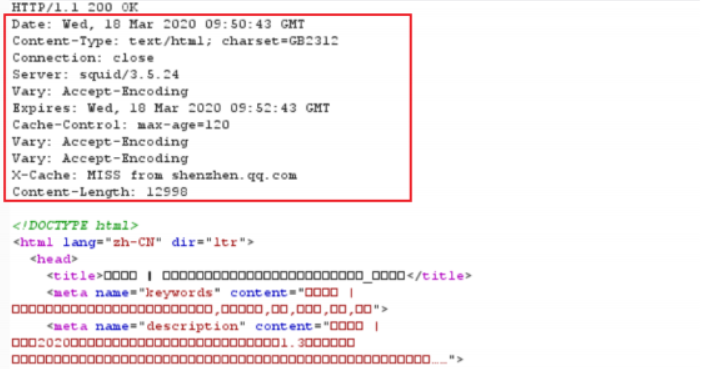 HTTP/1.1 200 OK
Date: Wed, 18 Mar 2020 09:50:43 GMT
Content-Type: text/html; charset=GB2312
Connection: close
Server: squid/3.5.24
Vary: Accept-Encoding
Expires: Wed, 18 Mar 2020 09:52:43 GMT
Cache-Control: max-age=120
Vary: Accept-Encoding
Vary: Accept-Encoding
X-Cache: MISS from shenzhen.qq.com
Content-Length: 12998
<!DOCTYPE html>
<html lang="zh-CN" dir="ltr">
<head>
<title> | _</title>
<meta name="keywords" content=" |
,,,,,">
<meta name="description" content=" |
2020 1.3
……">